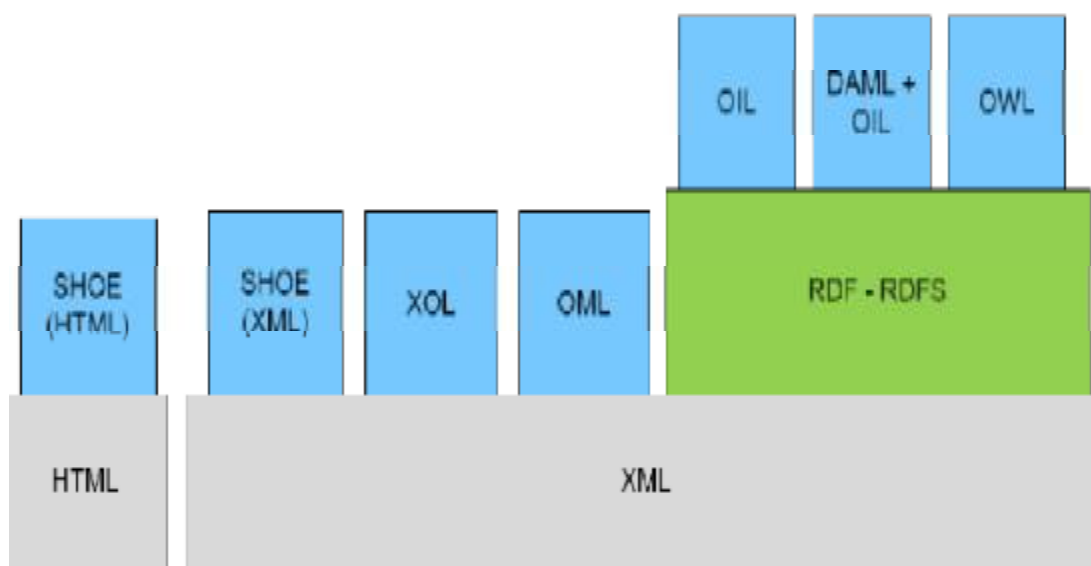 OIL
DAML +
OIL
OWL
SHOE
(HTML)
SHOE
(XML)
XOL
OML
RDF - RDFS
HTML
XML